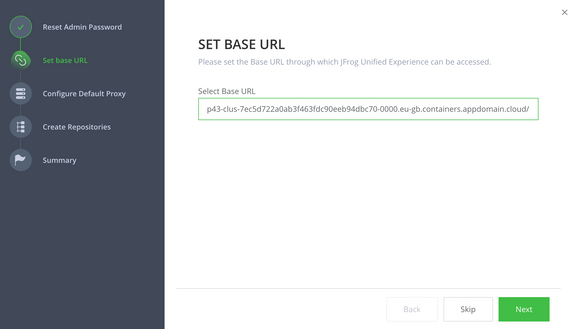 Reset Admin Password
Set base URL
Configure Default Proxy
Create Repositories
Summary
SET BASE URL
Please set the Base URL through which JFrog Unified Experience can be accessed.
Select Base URL
p43-clus-7ec5d722a0ab3f463fdc90eeb94dbc70-0000.eu-gb.containers.appdomain.cloud/
Back
Skip
Next